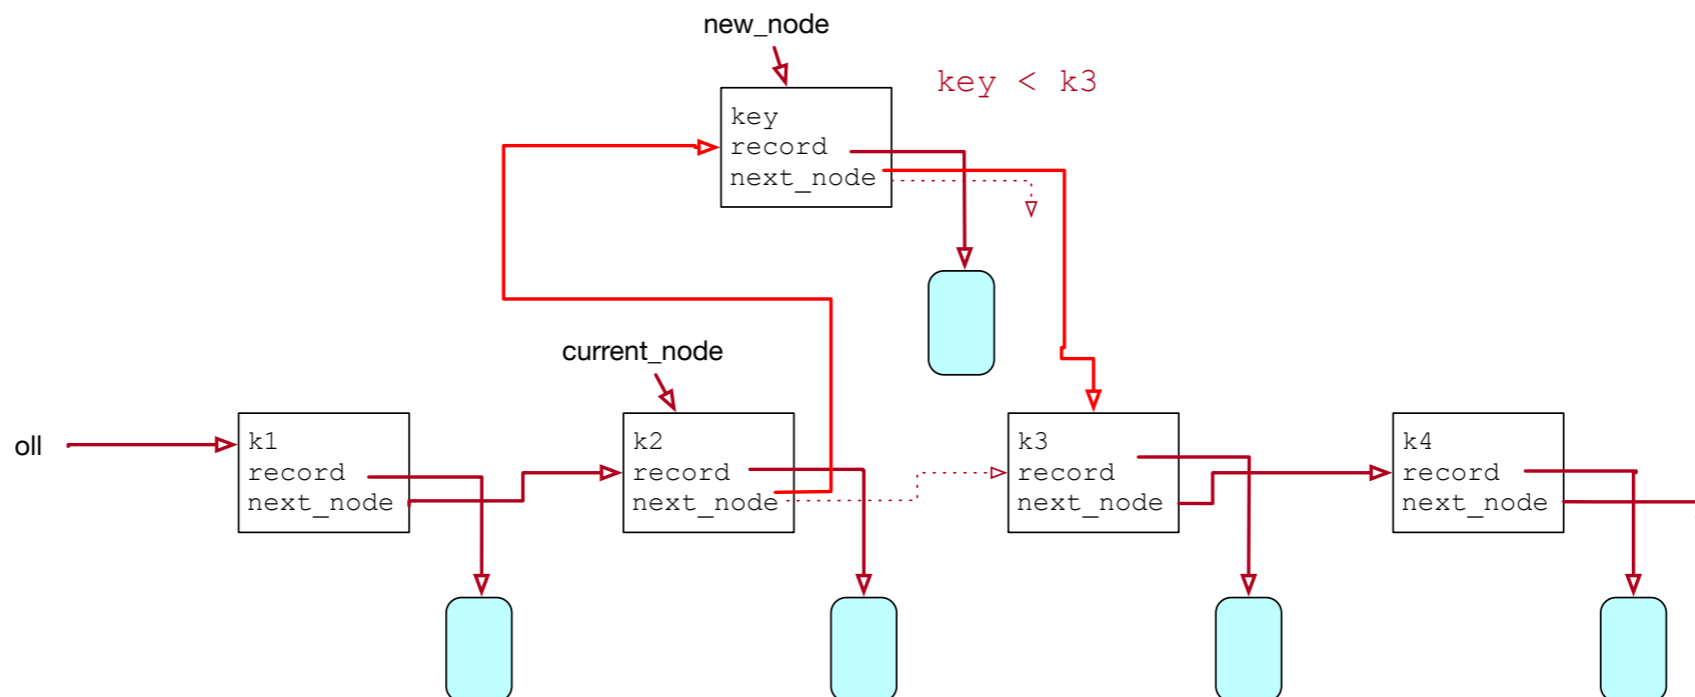 new_node
key < k3
key
record
next_node
current_node
oll
k1
record
next_node
k2
record
next_node
k3
record
next_node
k4
record
next_node